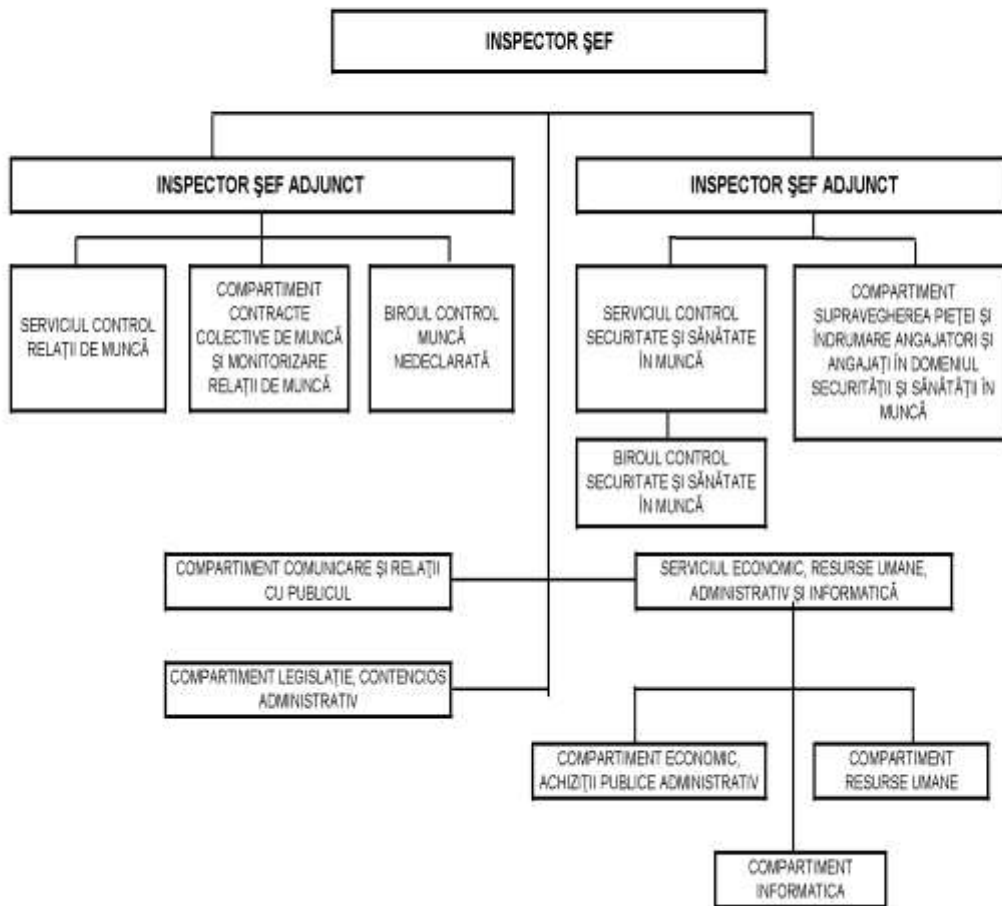 INSPECTOR ŞEF
INSPECTOR ŞEF ADJUNCT
INSPECTOR ŞEF ADJUNCT
SERVICIUL CONTROL
RELAŢII DE MUNCĂ
COMPARTIMENT
CONTRACTE
COLECTIVE DE MUNCĂ
ŞI MONITORIZARE
RELAŢII DE MUNCĂ
BIROUL CONTROL
MUNCĂ
NEDECLARATĂ
SERVICIUL CONTROL
SECURITATE ŞI SĂNĂTATE
ÎN MUNCĂ
COMPARTIMENT
SUPRAVEGHEREA PIEŢEI ŞI
ÎNDRUMARE ANGAJATORI ŞI
ANGAJAŢI ÎN DOMENIUL
SECURITĂŢII ŞI SĂNĂTĂŢII ÎN
MUNCĂ
BIROUL CONTROL
SECURITATE ŞI SĂNĂTATE
ÎN MUNCĂ
COMPARTIMENT COMUNICARE ŞI RELAŢII
CU PUBLICUL
SERVICIUL ECONOMIC, RESURSE UMANE,
ADMINISTRATIV ŞI INFORMATICĂ
COMPARTIMENT LEGISLAŢIE, CONTENCIOS
ADMINISTRATIV
COMPARTIMENT ECONOMIC,
ACHIZIŢII PUBLICE ADMINISTRATIV
COMPARTIMENT
RESURSE UMANE
COMPARTIMENT
INFORMATICA